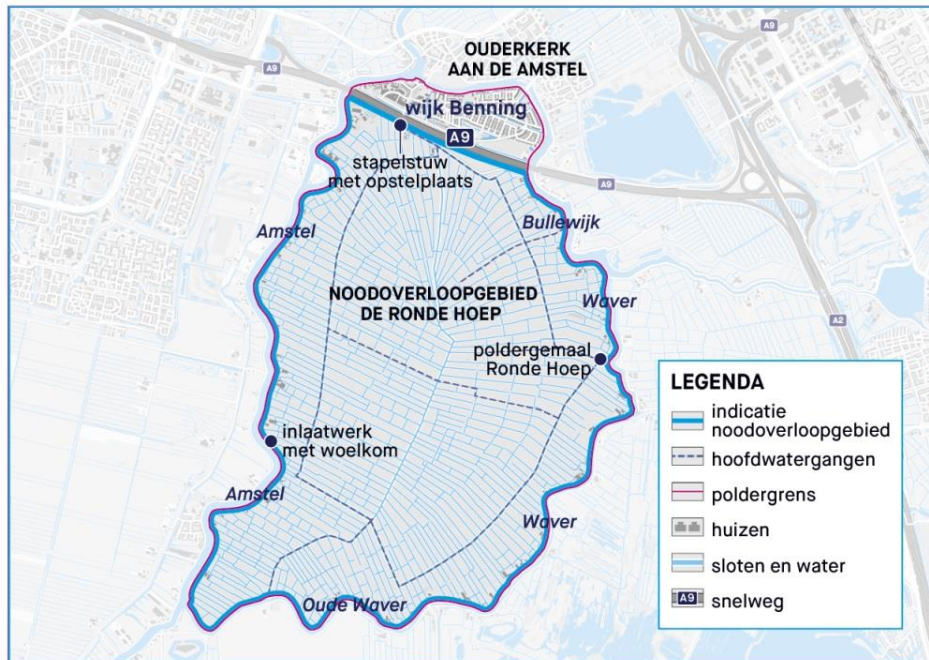 OUDERKERK
AAN DE AMSTEL
A9
wijk Benning
A9
stapelstuw
met opstelplaats
A9
Amstel
Bullewijk
NOODOVERLOOPGEBIED
DE RONDE HOEP
Waver
A2
poldergemaal
Ronde Hoep
inlaatwerk
met woelkom
Amstel
Waver
Oude Waver
LEGENDA
indicatie
noodoverloopgebied
hoofdwatergangen
poldergrens
huizen
sloten en water
A9 snelweg